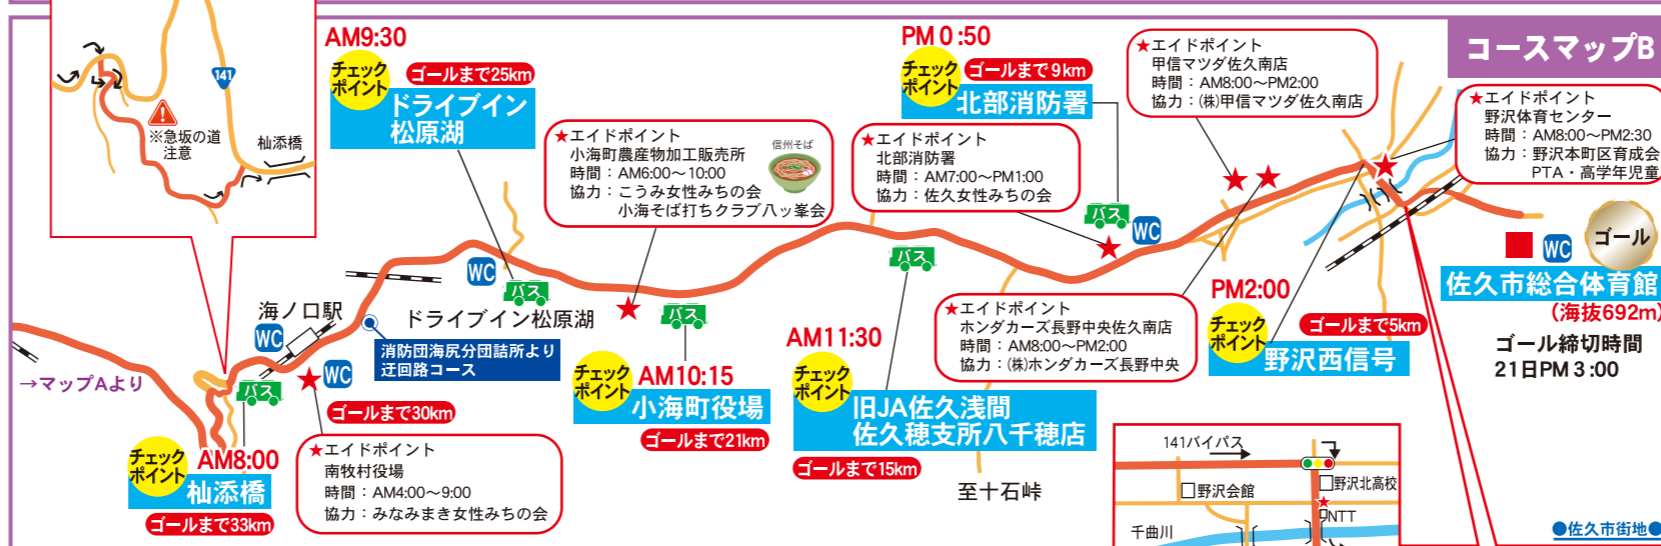 コースマップB
141
※急坂の道
注意
杣添橋
AM9:30
チェック
ポイント
ゴールまで25km
ドライブイン
松原湖
★エイドポイント
小海町農産物加工販売所
時間：AM6:00～10:00
協力：こうみ女性みちの会
小海そば打ちクラブ八ッ峯会
信州そば
PM 0:50
チェック
ポイント
ゴールまで9km
北部消防署
★エイドポイント
北部消防署
時間：AM7:00～PM1:00
協力：佐久女性みちの会
★エイドポイント
甲信マツダ佐久南店
時間：AM8:00～PM2:00
協力：(株)甲信マツダ佐久南店
★エイドポイント
野沢体育センター
時間：AM8:00～PM2:30
協力：野沢本町区育成会
PTA・高学年児童
バス
WC
WC
ゴール
佐久市総合体育館
(海抜692m)
ゴール締切時間
21日PM 3:00
WC
バス
ドライブイン松原湖
バス
バス
海ノ口駅
WC
消防団海尻分団詰所より
迂回路コース
→マップAより
バス
WC
ゴールまで30km
★エイドポイント
南牧村役場
時間：AM4:00～9:00
協力：みなみまき女性みちの会
チェック
ポイント
AM8:00
杣添橋
ゴールまで33km
チェック
ポイント
AM10:15
小海町役場
ゴールまで21km
AM11:30
チェック
ポイント
旧JA佐久浅間
佐久穂支所八千穂店
ゴールまで15km
★エイドポイント
ホンダカーズ長野中央佐久南店
時間：AM8:00～PM2:00
協力：(株)ホンダカーズ長野中央
PM2:00
チェック
ポイント
ゴールまで5km
野沢西信号
至十石峠
141バイパス
野沢会館
野沢北高校
NTT
千曲川
●佐久市街地●